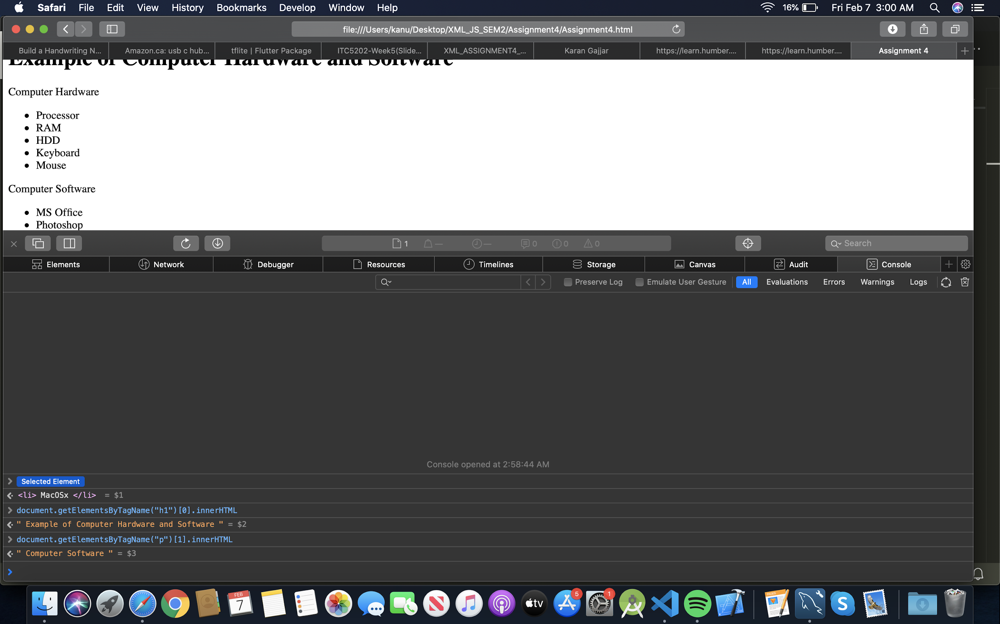 Safari File Edit View History Bookmarks Develop Window Help 16% Fri Feb 7 3:00 AM
file:///Users/kanu/Desktop/XML_JS_SEM2/Assignment4/Assignment4.html
Build a Handwriting N... Amazon.ca: usb c hub... tflite | Flutter Package ITC5202-Week5(Slide... XML_ASSIGNMENT4_... Karan Gajjar https://learn.humber.... https://learn.humber.... Assignment 4
Example of Computer Hardware and Software
Computer Hardware
• Processor
• RAM
• HDD
• Keyboard
• Mouse
Computer Software
• MS Office
• Photoshop
1 — — 0 0 0 Search
Elements Network Debugger Resources Timelines Storage Canvas Audit Console
Preserve Log Emulate User Gesture All Evaluations Errors Warnings Logs
Console opened at 2:58:44 AM
Selected Element
<li> MacOSx </li> = $1
document.getElementsByTagName("h1")[0].innerHTML
" Example of Computer Hardware and Software " = $2
document.getElementsByTagName("p")[1].innerHTML
" Computer Software " = $3
FEB
7
tv
5
1
PAGES
S